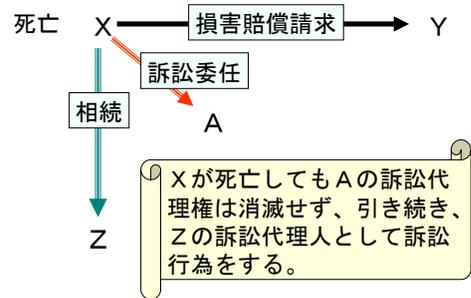 死亡 X 損害賠償請求 Y
訴訟委任
相続
A
Z
Xが死亡してもAの訴訟代
理権は消滅せず、引き続き、
Zの訴訟代理人として訴訟
行為をする。